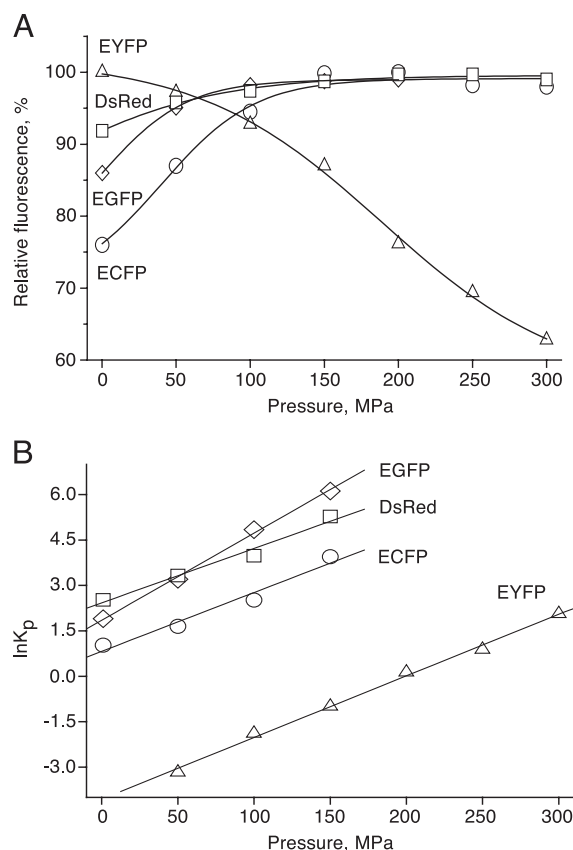 A
EYFP
DsRed
EGFP
ECFP
Relative fluorescence, %
100
90
80
70
60
0 50 100 150 200 250 300
Pressure, MPa
B
EGFP
DsRed
ECFP
EYFP
lnKp
6.0
4.5
3.0
1.5
0.0
-1.5
-3.0
0 50 100 150 200 250 300
Pressure, MPa